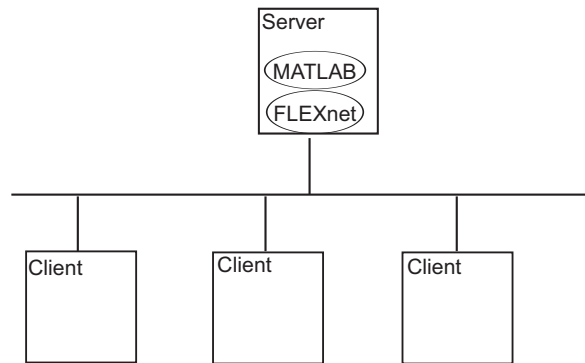 Server
MATLAB
FLEXnet
Client
Client
Client